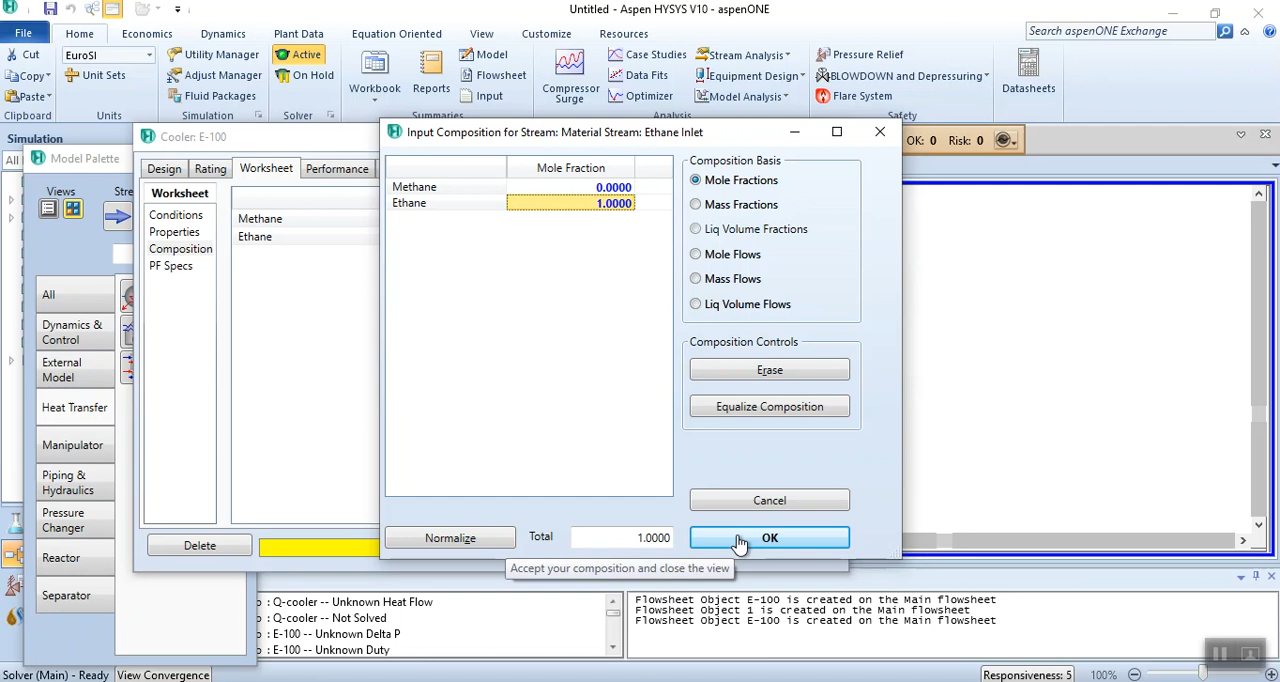 Untitled - Aspen HYSYS V10 - aspenONE
File
Home
Economics
Dynamics
Plant Data
Equation Oriented
View
Customize
Resources
Search aspenONE Exchange
Cut
Copy
Paste
Clipboard
EuroSI
Unit Sets
Units
Utility Manager
Adjust Manager
Fluid Packages
Simulation
Active
On Hold
Solver
Workbook
Reports
Model
Flowsheet
Input
Summaries
Compressor
Surge
Case Studies
Data Fits
Optimizer
Stream Analysis
Equipment Design
Model Analysis
Pressure Relief
BLOWDOWN and Depressuring
Flare System
Safety
Datasheets
Simulation
All
Model Palette
Views
Stre
All
Dynamics &
Control
External
Model
Heat Transfer
Manipulator
Piping &
Hydraulics
Pressure
Changer
Reactor
Separator
Cooler: E-100
Design
Rating
Worksheet
Performance
Worksheet
Conditions
Properties
Composition
PF Specs
Methane
Ethane
Delete
Input Composition for Stream: Material Stream: Ethane Inlet
Mole Fraction
Methane 0.0000
Ethane 1.0000
Composition Basis
Mole Fractions
Mass Fractions
Liq Volume Fractions
Mole Flows
Mass Flows
Liq Volume Flows
Composition Controls
Erase
Equalize Composition
Cancel
Normalize
Total
1.0000
OK
Accept your composition and close the view
OK: 0 Risk: 0
: Q-cooler -- Unknown Heat Flow
: Q-cooler -- Not Solved
: E-100 -- Unknown Delta P
: E-100 -- Unknown Duty
Flowsheet Object E-100 is created on the Main flowsheet
Flowsheet Object 1 is created on the Main flowsheet
Flowsheet Object E-100 is created on the Main flowsheet
Solver (Main) - Ready
View Convergence
Responsiveness: 5
100%